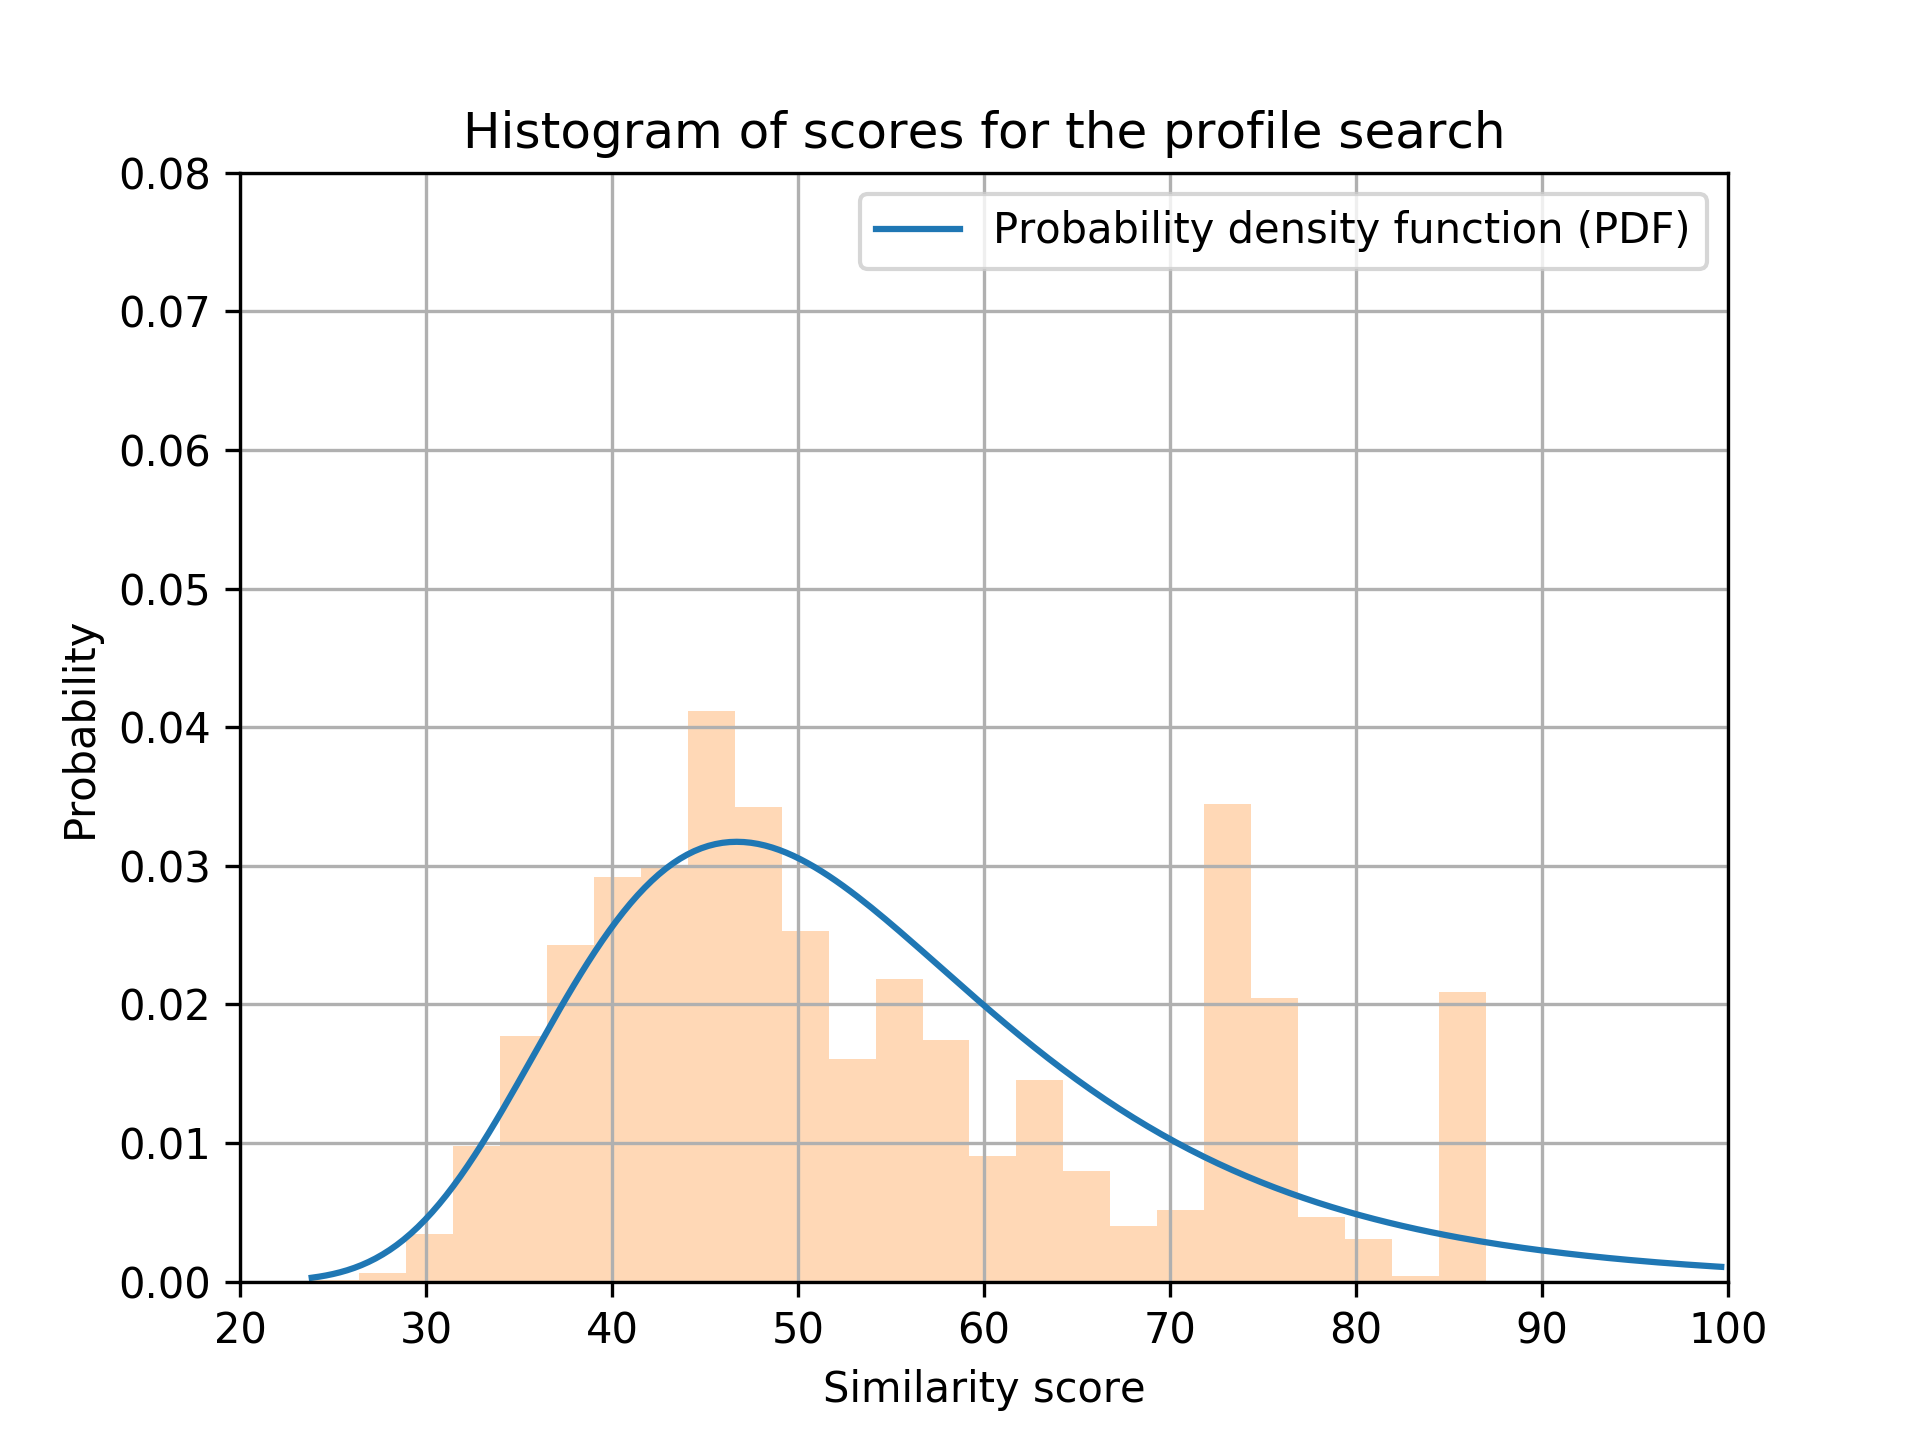 Histogram of scores for the profile search
Probability density function (PDF)
0.08
0.07
0.06
0.05
0.04
0.03
0.02
0.01
0.00
Probability
20 30 40 50 60 70 80 90 100
Similarity score